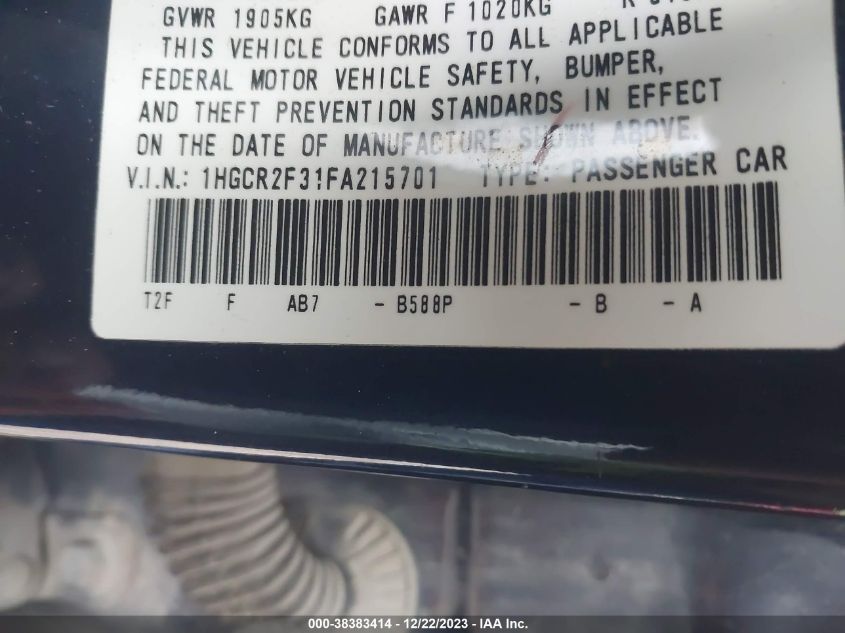 GVWR 1905KG GAWR F 1020KG R
THIS VEHICLE CONFORMS TO ALL APPLICABLE
FEDERAL MOTOR VEHICLE SAFETY, BUMPER,
AND THEFT PREVENTION STANDARDS IN EFFECT
ON THE DATE OF MANUFACTURE SHOWN ABOVE.
V.I.N.: 1HGCR2F31FA215701 TYPE: PASSENGER CAR
T2F F AB7 - B588P - B - A
000-38383414 - 12/22/2023 - IAA Inc.